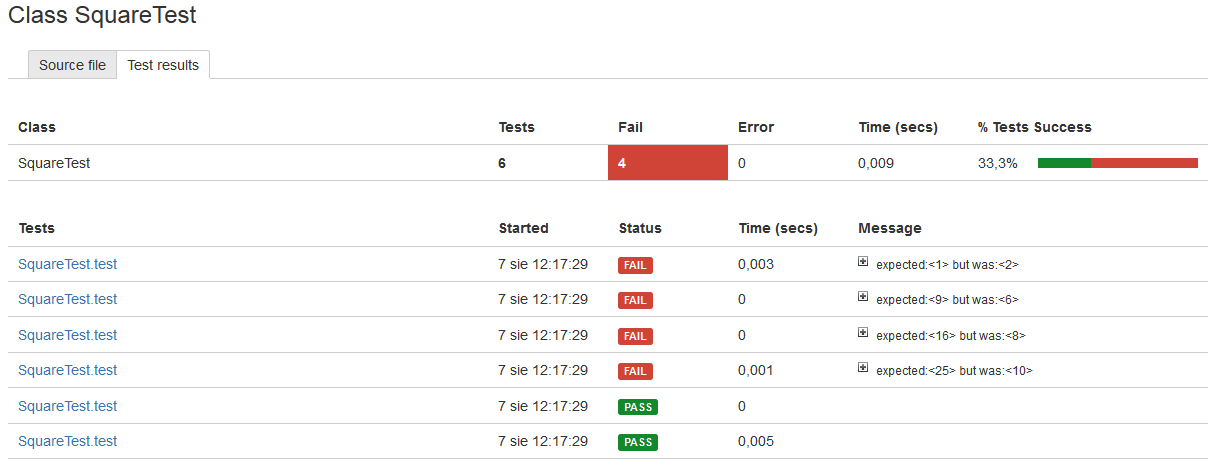 Class SquareTest
Source file Test results
Class Tests Fail Error Time (secs) % Tests Success
SquareTest 6 4 0 0,009 33,3%
Tests Started Status Time (secs) Message
SquareTest.test 7 sie 12:17:29 FAIL 0,003 expected:<1> but was:<2>
SquareTest.test 7 sie 12:17:29 FAIL 0 expected:<9> but was:<6>
SquareTest.test 7 sie 12:17:29 FAIL 0 expected:<16> but was:<8>
SquareTest.test 7 sie 12:17:29 FAIL 0,001 expected:<25> but was:<10>
SquareTest.test 7 sie 12:17:29 PASS 0
SquareTest.test 7 sie 12:17:29 PASS 0,005